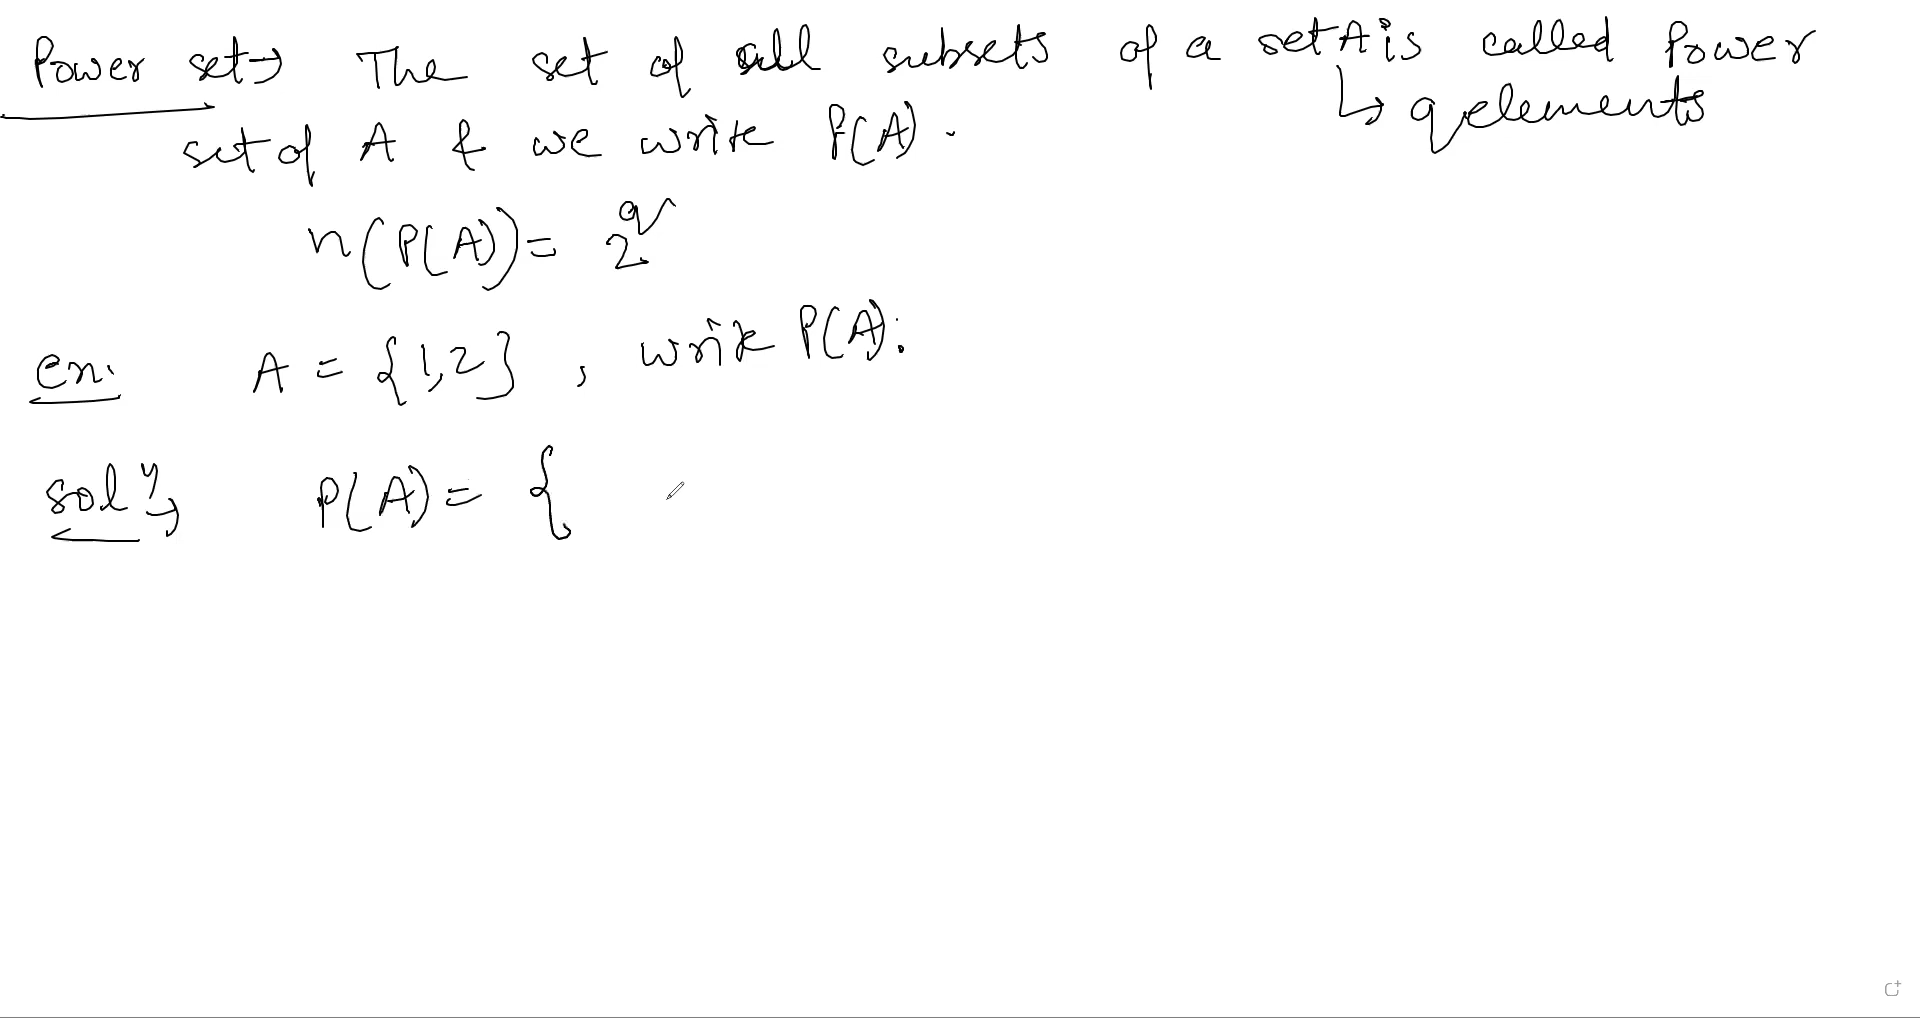 Power set→ The set of all subsets of a set A is called Power
↳ q elements
set of A & we write P(A).
n(P(A)) = 2^q
ex: A = {1,2} , write P(A).
solⁿ→ P(A) = {